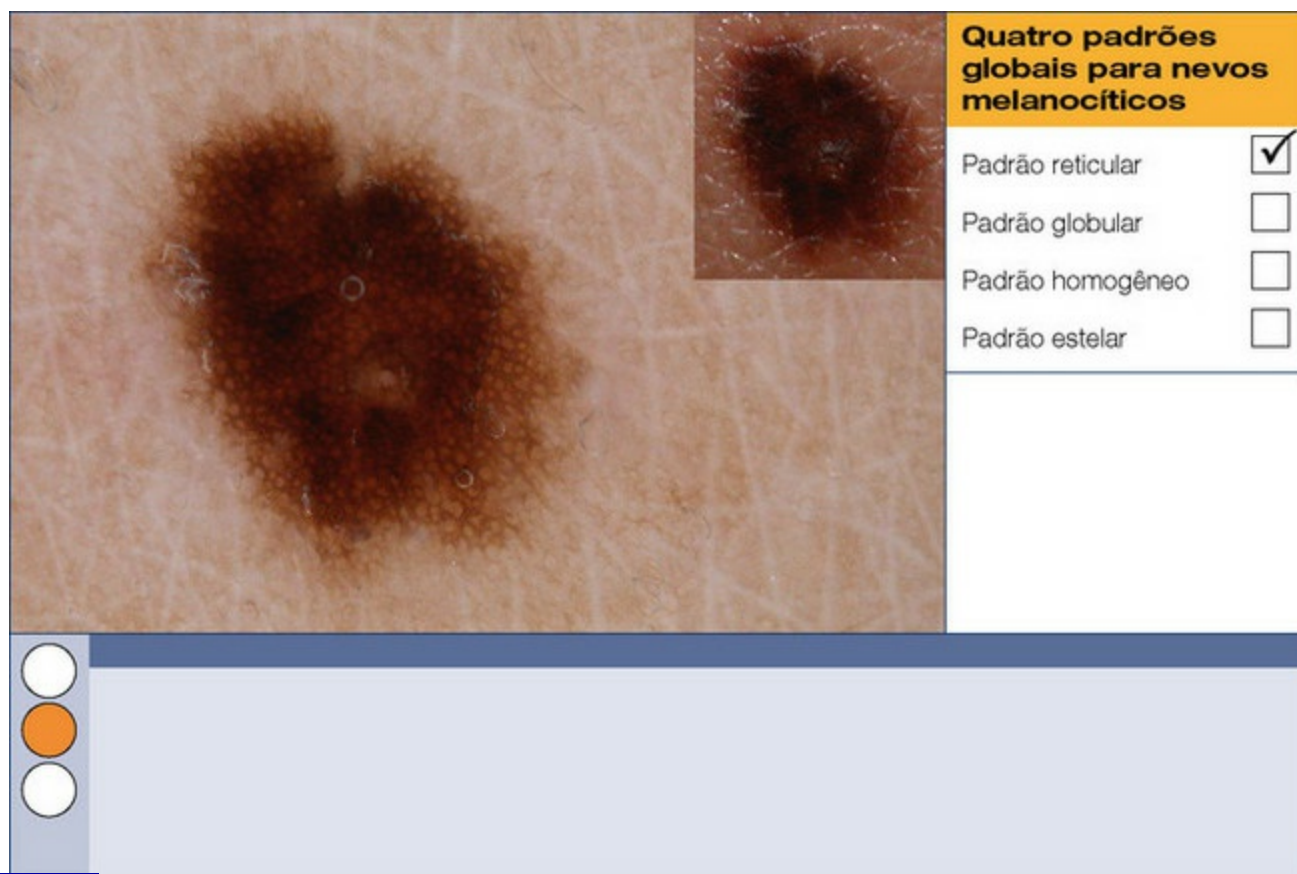 Quatro padrões
globais para nevos
melanocíticos
Padrão reticular
Padrão globular
Padrão homogêneo
Padrão estelar